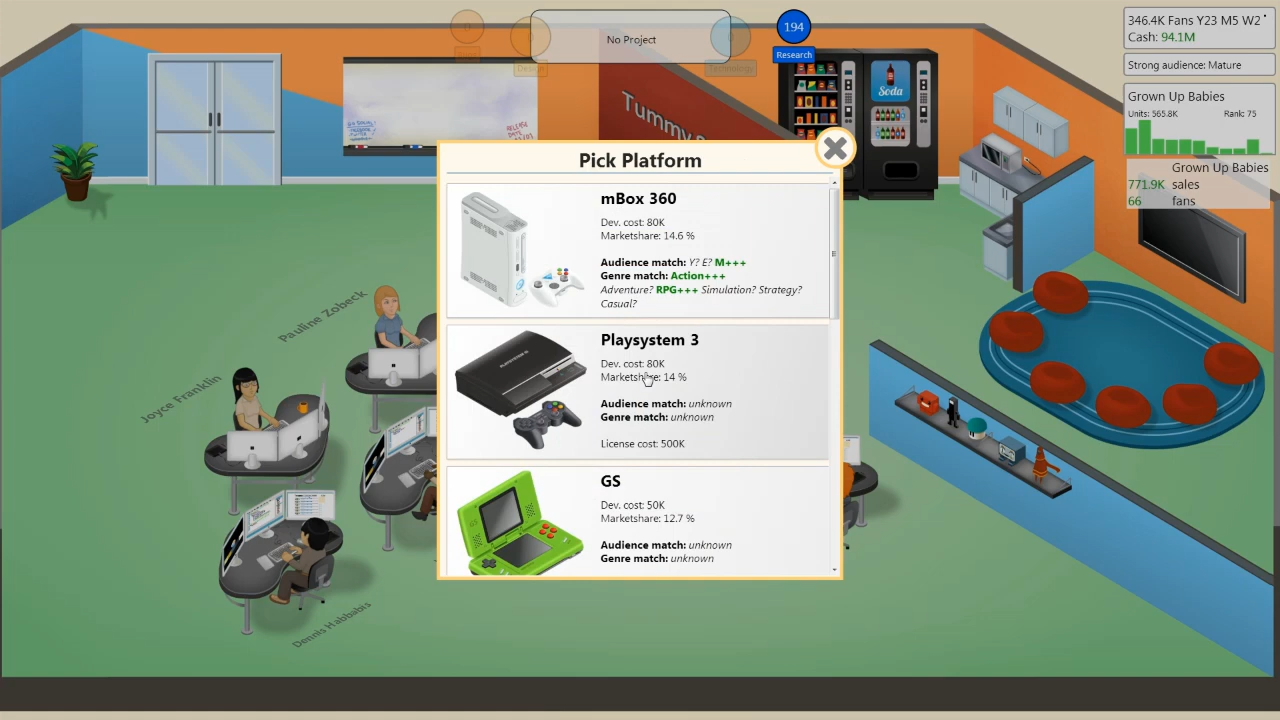 No Project
194
Research
Design
Technology
346.4K Fans Y23 M5 W2
Cash: 94.1M
Strong audience: Mature
Grown Up Babies
Units: 565.8K Rank: 75
Grown Up Babies
771.9K sales
66 fans
Soda
RELEASE
Tummy
Pick Platform
mBox 360
Dev. cost: 80K
Marketshare: 14.6 %
Audience match: Y? E? M+++
Genre match: Action+++
Adventure? RPG+++ Simulation? Strategy?
Casual?
Playsystem 3
Dev. cost: 80K
Marketshare: 14 %
Audience match: unknown
Genre match: unknown
License cost: 500K
GS
Dev. cost: 50K
Marketshare: 12.7 %
Audience match: unknown
Genre match: unknown
Pauline Zobeck
Joyce Franklin
Dennis Habbabis